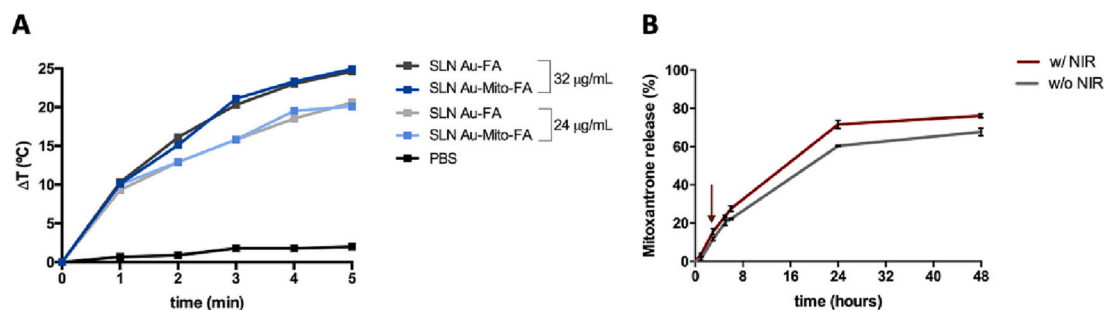 A
ΔT (ºC)
25
20
15
10
5
0
0 1 2 3 4 5
time (min)
SLN Au-FA
SLN Au-Mito-FA
32 µg/mL
SLN Au-FA
SLN Au-Mito-FA
24 µg/mL
PBS
B
Mitoxantrone release (%)
100
80
60
40
20
0
0 8 16 24 32 40 48
time (hours)
w/ NIR
w/o NIR